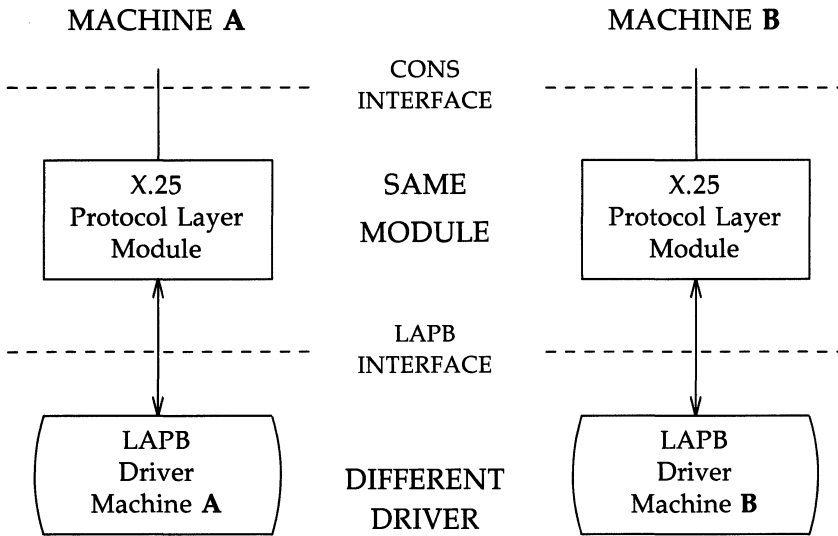 MACHINE A
MACHINE B
CONS
INTERFACE
X.25
Protocol Layer
Module
SAME
MODULE
X.25
Protocol Layer
Module
LAPB
INTERFACE
LAPB
Driver
Machine A
DIFFERENT
DRIVER
LAPB
Driver
Machine B